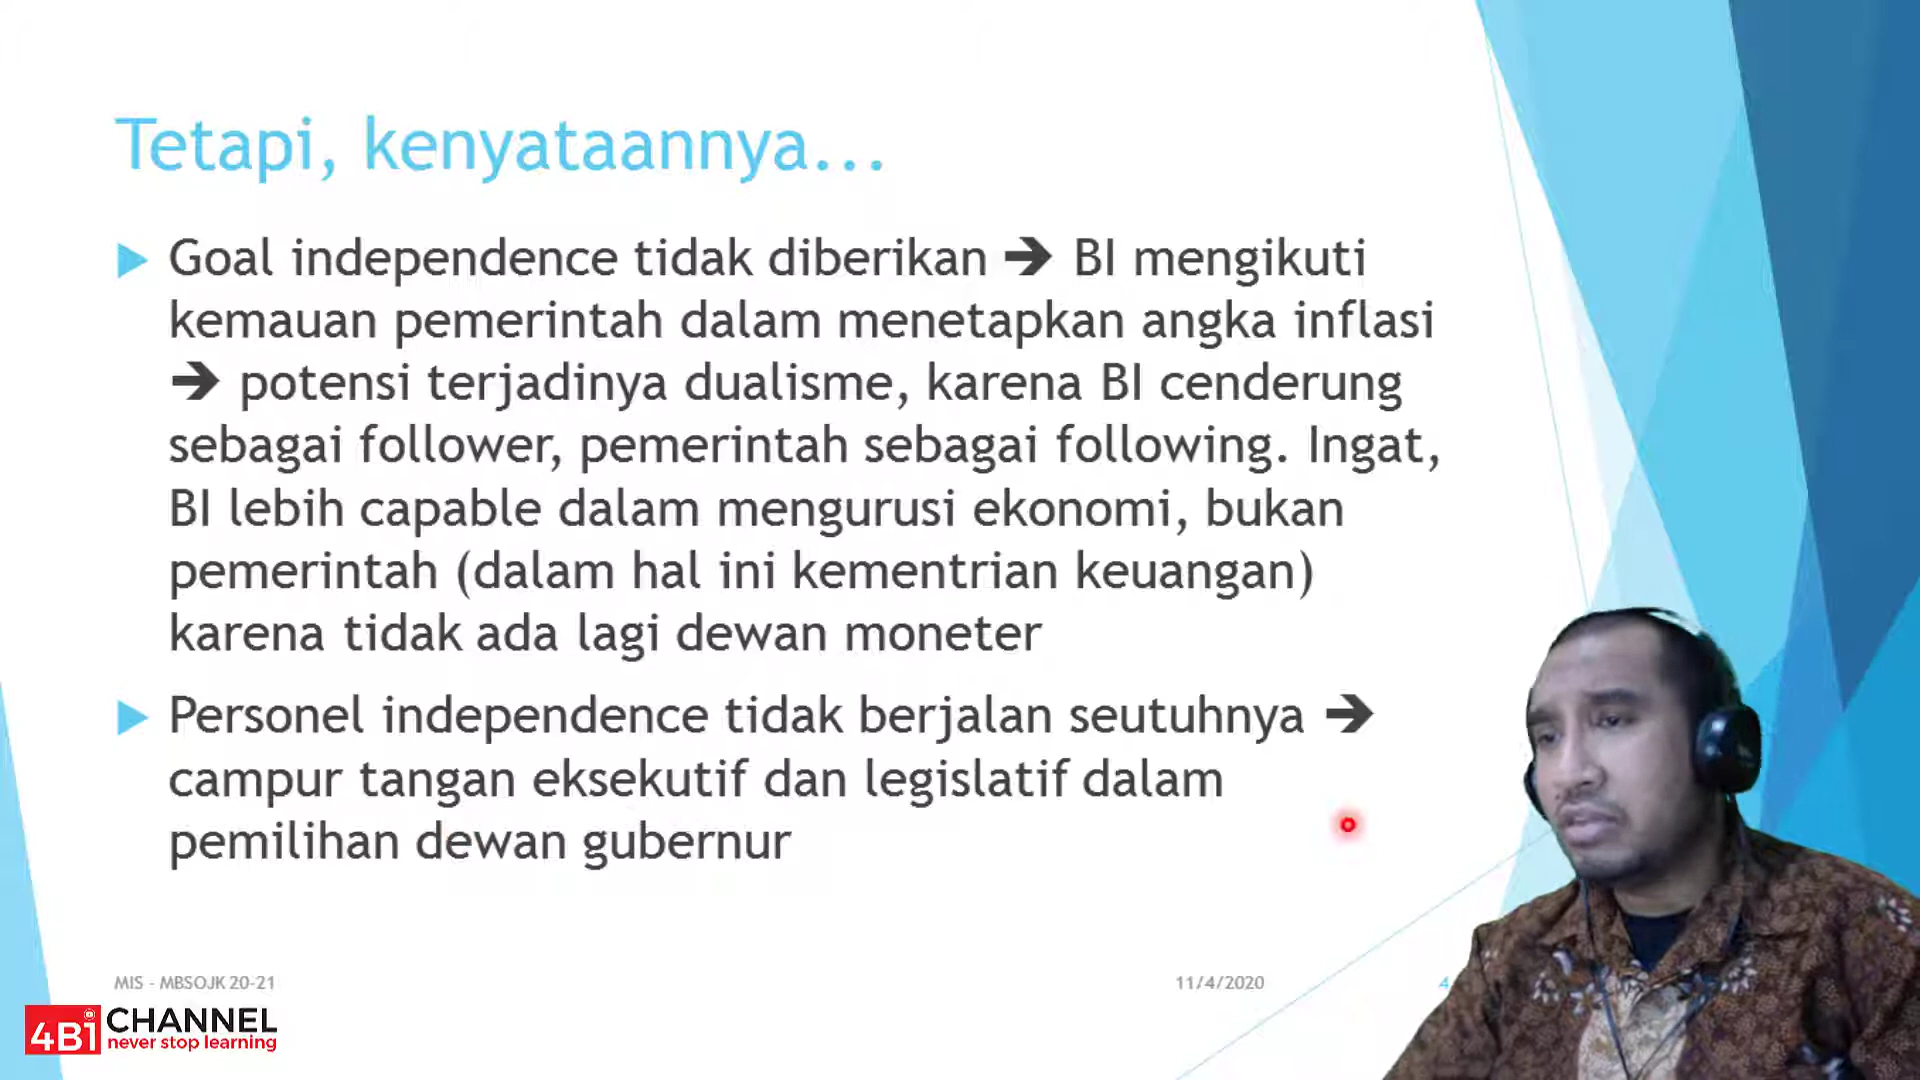 Tetapi, kenyataannya...
Goal independence tidak diberikan ➔ BI mengikuti
kemauan pemerintah dalam menetapkan angka inflasi
➔ potensi terjadinya dualisme, karena BI cenderung
sebagai follower, pemerintah sebagai following. Ingat,
BI lebih capable dalam mengurusi ekonomi, bukan
pemerintah (dalam hal ini kementrian keuangan)
karena tidak ada lagi dewan moneter
Personel independence tidak berjalan seutuhnya ➔
campur tangan eksekutif dan legislatif dalam
pemilihan dewan gubernur
MIS - MBSOJK 20-21
11/4/2020
4
4Bi CHANNEL
never stop learning